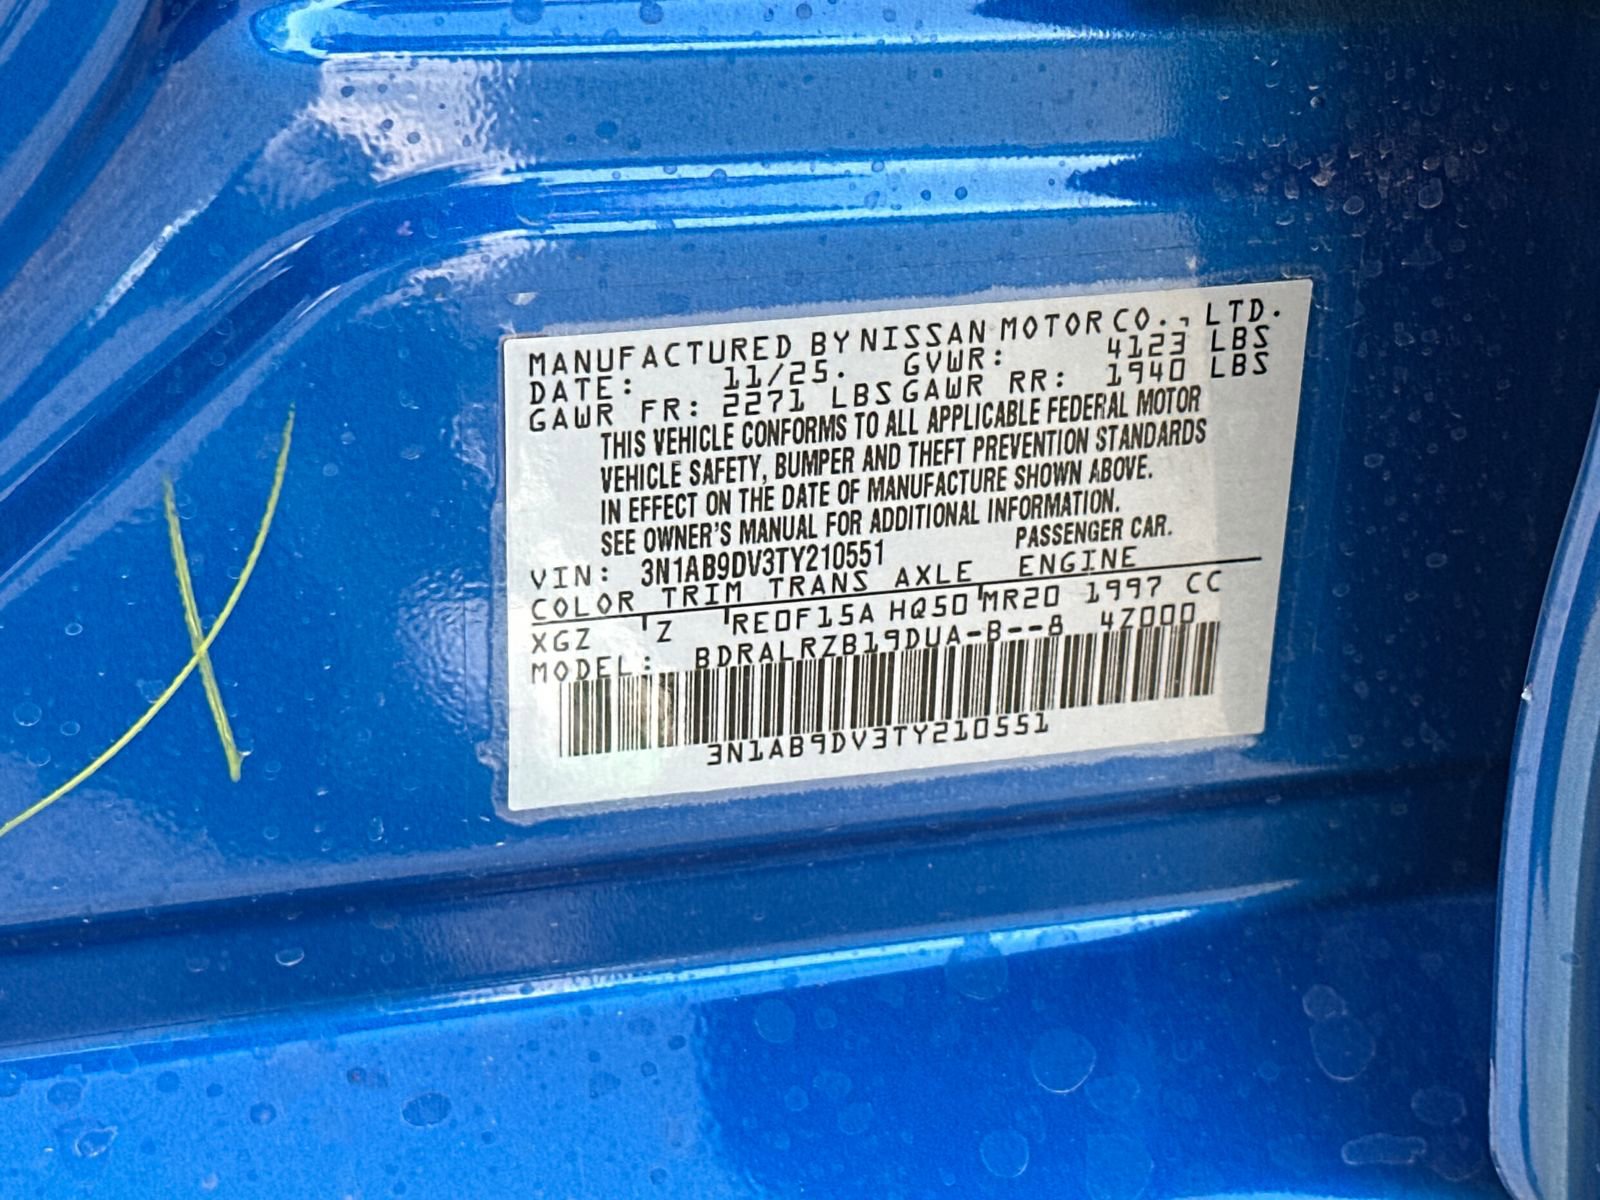 MANUFACTURED BY NISSAN MOTOR CO., LTD.
DATE: 11/25. GVWR: 4123 LBS
GAWR FR: 2271 LBS GAWR RR: 1940 LBS
THIS VEHICLE CONFORMS TO ALL APPLICABLE FEDERAL MOTOR
VEHICLE SAFETY, BUMPER AND THEFT PREVENTION STANDARDS
IN EFFECT ON THE DATE OF MANUFACTURE SHOWN ABOVE.
SEE OWNER'S MANUAL FOR ADDITIONAL INFORMATION.
VIN: 3N1AB9DV3TY210551 PASSENGER CAR.
COLOR TRIM TRANS AXLE ENGINE
XGZ Z RE0F15A HQ50 MR20 1997 CC
MODEL: BDRALRZB19DUA-B--8 4Z000
3N1AB9DV3TY210551